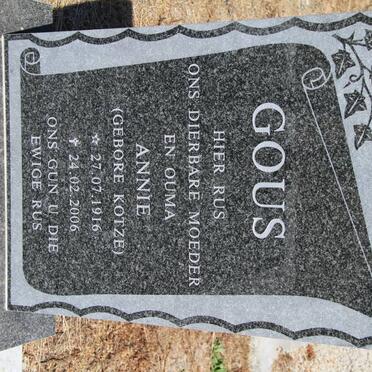 GOUS
HIER RUS
ONS DIERBARE MOEDER
EN OUMA
ANNIE
(GEBORE KOTZE)
☆ 27.07.1916
✞ 24.02.2006
ONS GUN U DIE
EWIGE RUS